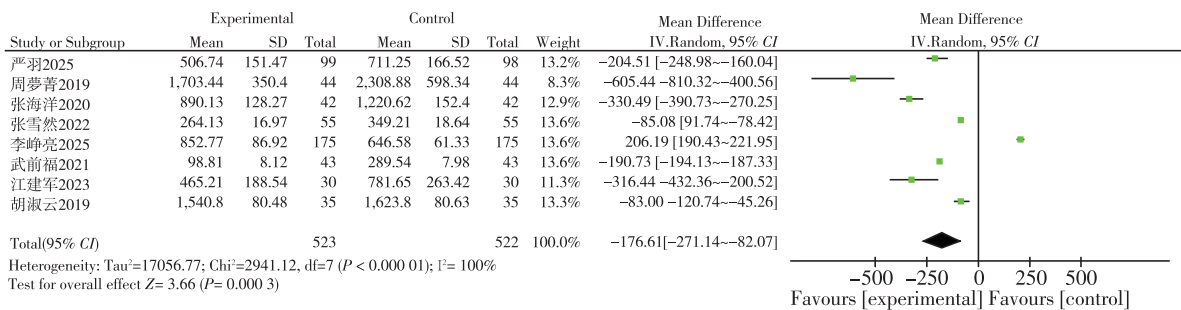 Experimental Control Mean Difference Mean Difference
Study or Subgroup Mean SD Total Mean SD Total Weight IV.Random, 95% CI IV.Random, 95% CI
严羽2025 506.74 151.47 99 711.25 166.52 98 13.2% −204.51 [−248.98~−160.04]
周夢菁2019 1,703.44 350.4 44 2,308.88 598.34 44 8.3% −605.44 −810.32~−400.56]
张海洋2020 890.13 128.27 42 1,220.62 152.4 42 12.9% −330.49 [−390.73~−270.25]
张雪然2022 264.13 16.97 55 349.21 18.64 55 13.6% −85.08 [91.74~−78.42]
李峥亮2025 852.77 86.92 175 646.58 61.33 175 13.6% 206.19 [190.43~221.95]
武前福2021 98.81 8.12 43 289.54 7.98 43 13.6% −190.73 [−194.13~−187.33]
江建军2023 465.21 188.54 30 781.65 263.42 30 11.3% −316.44 −432.36~−200.52]
胡淑云2019 1,540.8 80.48 35 1,623.8 80.63 35 13.3% −83.00 −120.74~−45.26]
Total(95% CI) 523 522 100.0% −176.61[−271.14~−82.07]
Heterogeneity: Tau²=17056.77; Chi²=2941.12, df=7 (P < 0.000 01); I²= 100%
Test for overall effect Z= 3.66 (P= 0.000 3)
−500 −250 0 250 500
Favours [experimental] Favours [control]